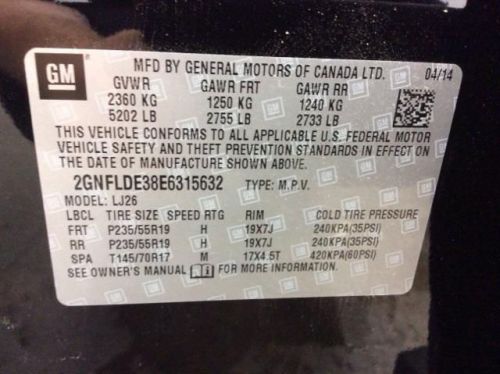 GM MFD BY GENERAL MOTORS OF CANADA LTD. 04/14
GVWR GAWR FRT GAWR RR
2360 KG 1250 KG 1240 KG
5202 LB 2755 LB 2733 LB
THIS VEHICLE CONFORMS TO ALL APPLICABLE U.S. FEDERAL MOTOR
VEHICLE SAFETY AND THEFT PREVENTION STANDARDS IN EFFECT ON
THE DATE OF MANUFACTURE SHOWN ABOVE.
2GNFLDE38E6315632 TYPE: M.P.V.
MODEL: LJ26
LBCL TIRE SIZE SPEED RTG RIM COLD TIRE PRESSURE
FRT P235/55R19 H 19X7J 240KPA(35PSI)
RR P235/55R19 H 19X7J 240KPA(35PSI)
SPA T145/70R17 M 17X4.5T 420KPA(60PSI)
SEE OWNER'S MANUAL FOR MORE INFORMATION.